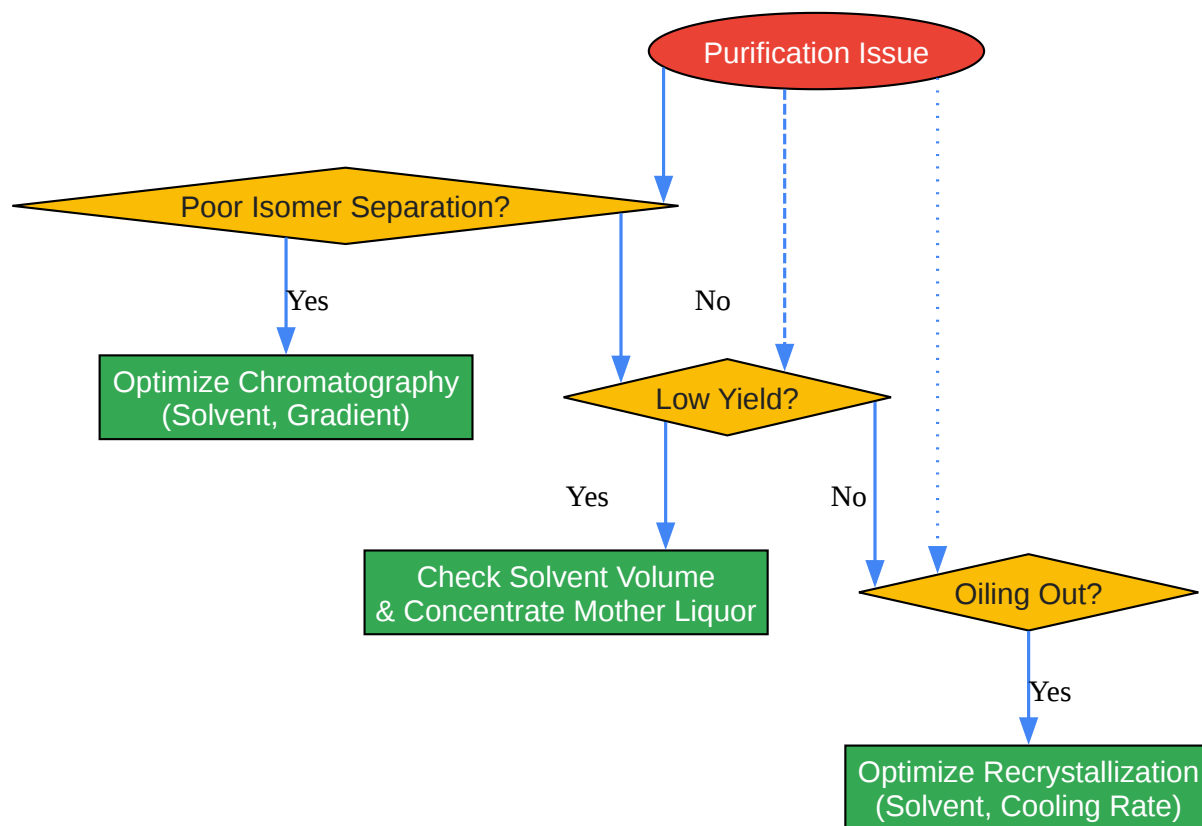 Purification Issue
Poor Isomer Separation?
Yes
No
Optimize Chromatography
(Solvent, Gradient)
Low Yield?
Yes
No
Check Solvent Volume
& Concentrate Mother Liquor
Oiling Out?
Yes
Optimize Recrystallization
(Solvent, Cooling Rate)